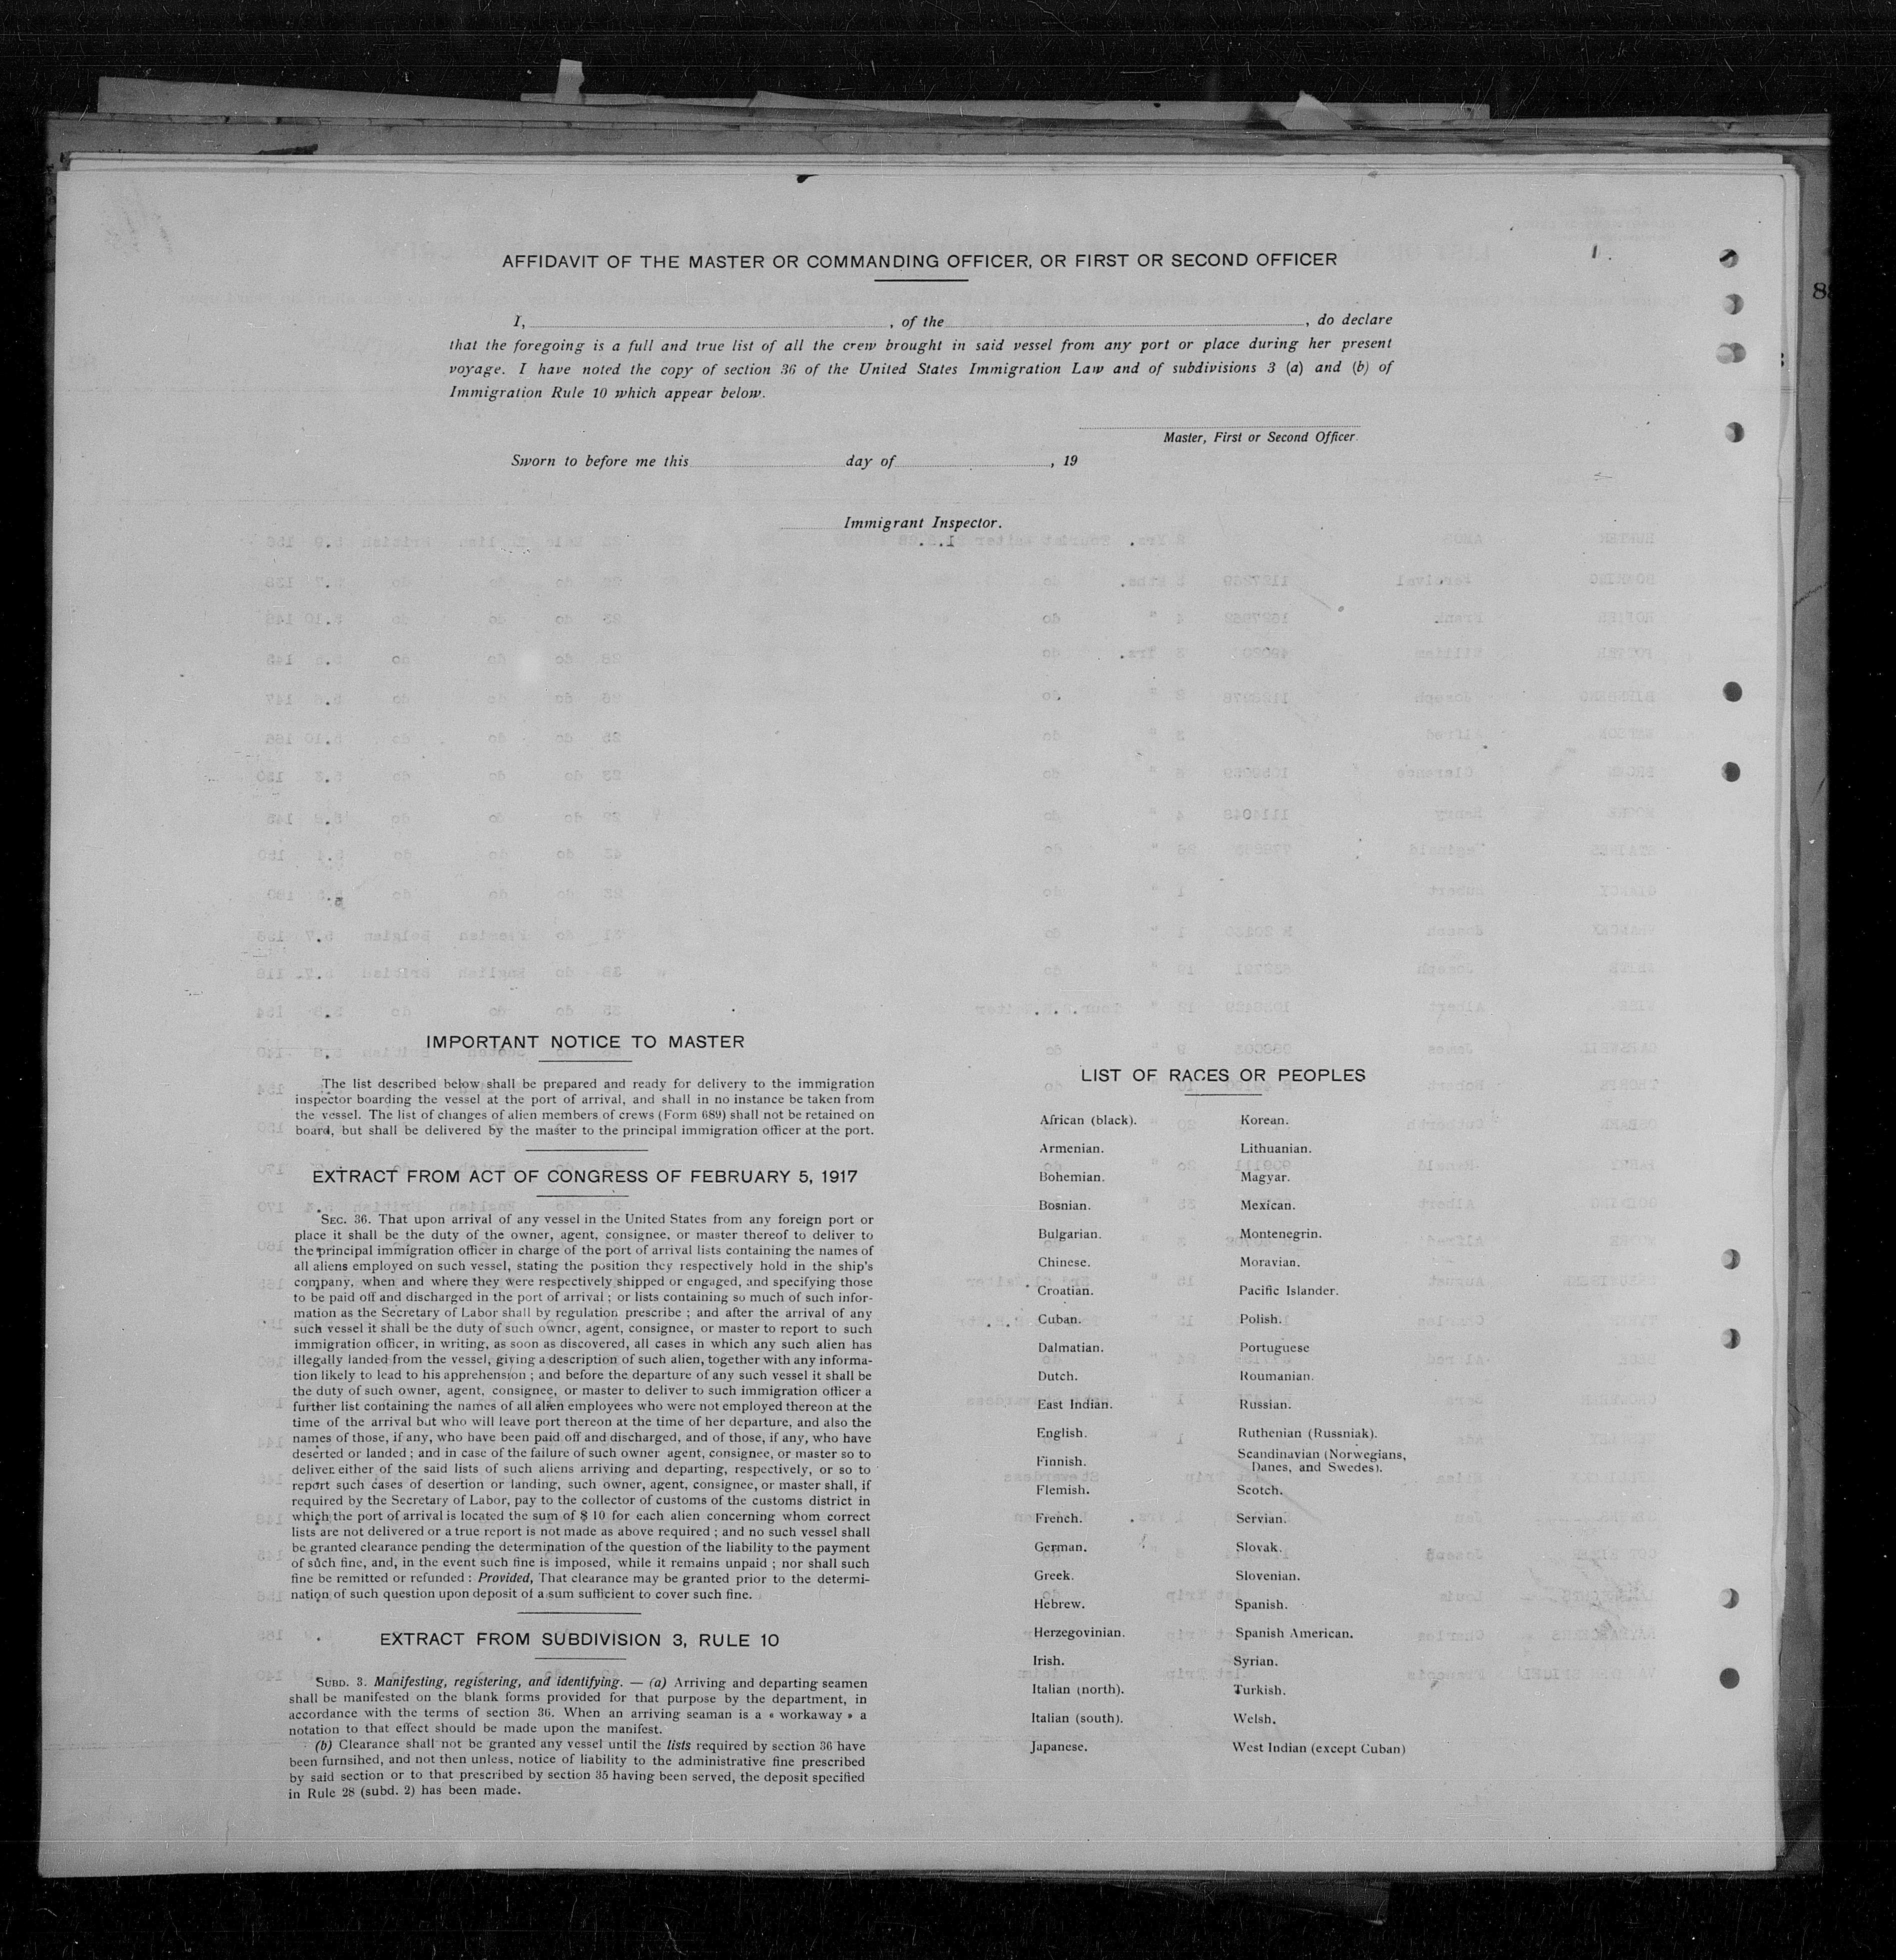 AFFIDAVIT OF THE MASTER OR COMMANDING OFFICER, OR FIRST OR SECOND OFFICER
I, , of the , do declare
that the foregoing is a full and true list of all the crew brought in said vessel from any port or place during her present
voyage. I have noted the copy of section 36 of the United States Immigration Law and of subdivisions 3 (a) and (b) of
Immigration Rule 10 which appear below.
Master, First or Second Officer.
Sworn to before me this day of , 19
Immigrant Inspector.
IMPORTANT NOTICE TO MASTER
The list described below shall be prepared and ready for delivery to the immigration
inspector boarding the vessel at the port of arrival, and shall in no instance be taken from
the vessel. The list of changes of alien members of crews (Form 689) shall not be retained on
board, but shall be delivered by the master to the principal immigration officer at the port.
EXTRACT FROM ACT OF CONGRESS OF FEBRUARY 5, 1917
SEC. 36. That upon arrival of any vessel in the United States from any foreign port or
place it shall be the duty of the owner, agent, consignee, or master thereof to deliver to
the principal immigration officer in charge of the port of arrival lists containing the names of
all aliens employed on such vessel, stating the position they respectively hold in the ship's
company, when and where they were respectively shipped or engaged, and specifying those
to be paid off and discharged in the port of arrival ; or lists containing so much of such infor-
mation as the Secretary of Labor shall by regulation prescribe ; and after the arrival of any
such vessel it shall be the duty of such owner, agent, consignee, or master to report to such
immigration officer, in writing, as soon as discovered, all cases in which any such alien has
illegally landed from the vessel, giving a description of such alien, together with any informa-
tion likely to lead to his apprehension ; and before the departure of any such vessel it shall be
the duty of such owner, agent, consignee, or master to deliver to such immigration officer a
further list containing the names of all alien employees who were not employed thereon at the
time of the arrival but who will leave port thereon at the time of her departure, and also the
names of those, if any, who have been paid off and discharged, and of those, if any, who have
deserted or landed ; and in case of the failure of such owner agent, consignee, or master so to
deliver either of the said lists of such aliens arriving and departing, respectively, or so to
report such cases of desertion or landing, such owner, agent, consignee, or master shall, if
required by the Secretary of Labor, pay to the collector of customs of the customs district in
which the port of arrival is located the sum of $ 10 for each alien concerning whom correct
lists are not delivered or a true report is not made as above required ; and no such vessel shall
be granted clearance pending the determination of the question of the liability to the payment
of such fine, and, in the event such fine is imposed, while it remains unpaid ; nor shall such
fine be remitted or refunded : Provided, That clearance may be granted prior to the determi-
nation of such question upon deposit of a sum sufficient to cover such fine.
EXTRACT FROM SUBDIVISION 3, RULE 10
SUBD. 3. Manifesting, registering, and identifying. — (a) Arriving and departing seamen
shall be manifested on the blank forms provided for that purpose by the department, in
accordance with the terms of section 36. When an arriving seaman is a « workaway » a
notation to that effect should be made upon the manifest.
(b) Clearance shall not be granted any vessel until the lists required by section 36 have
been furnsihed, and not then unless, notice of liability to the administrative fine prescribed
by said section or to that prescribed by section 35 having been served, the deposit specified
in Rule 28 (subd. 2) has been made.
LIST OF RACES OR PEOPLES
African (black).
Armenian.
Bohemian.
Bosnian.
Bulgarian.
Chinese.
Croatian.
Cuban.
Dalmatian.
Dutch.
East Indian.
English.
Finnish.
Flemish.
French.
German.
Greek.
Hebrew.
Herzegovinian.
Irish.
Italian (north).
Italian (south).
Japanese.
Korean.
Lithuanian.
Magyar.
Mexican.
Montenegrin.
Moravian.
Pacific Islander.
Polish.
Portuguese
Roumanian.
Russian.
Ruthenian (Russniak).
Scandinavian (Norwegians,
Danes, and Swedes).
Scotch.
Servian.
Slovak.
Slovenian.
Spanish.
Spanish American.
Syrian.
Turkish.
Welsh.
West Indian (except Cuban)